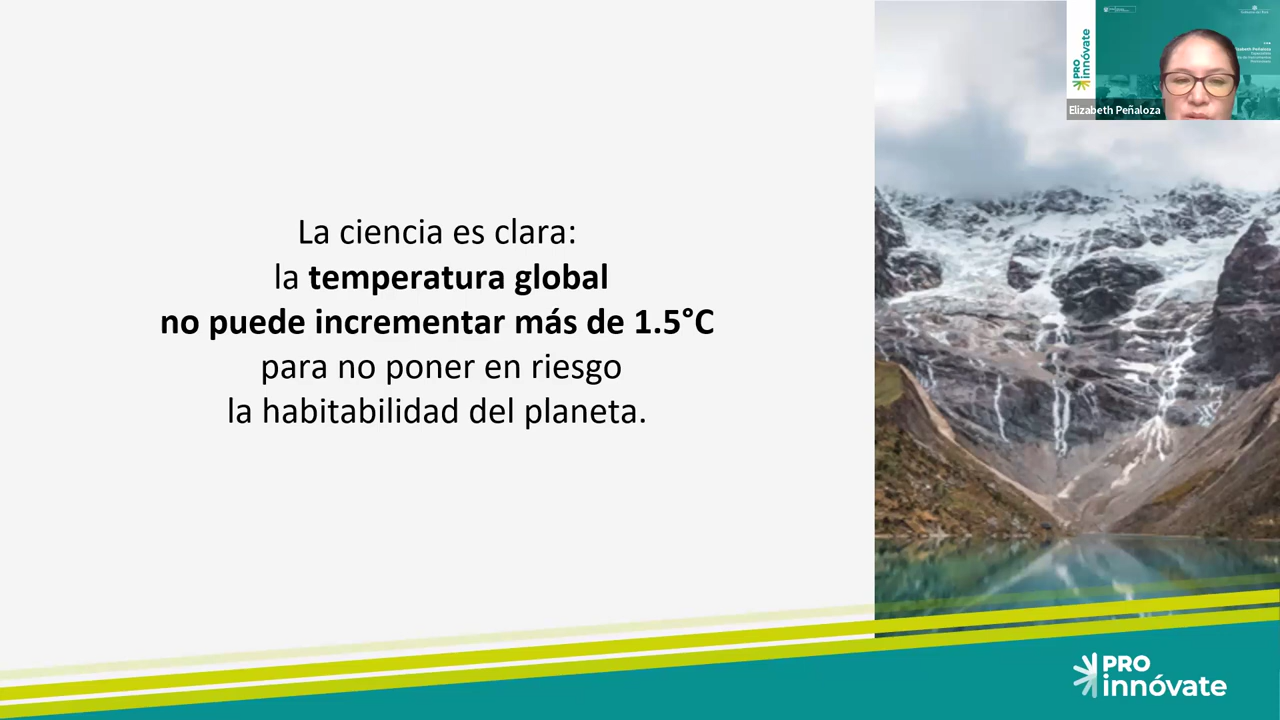 La ciencia es clara:
la temperatura global
no puede incrementar más de 1.5°C
para no poner en riesgo
la habitabilidad del planeta.
PRO
innóvate
Elizabeth Peñaloza
PRO
innóvate